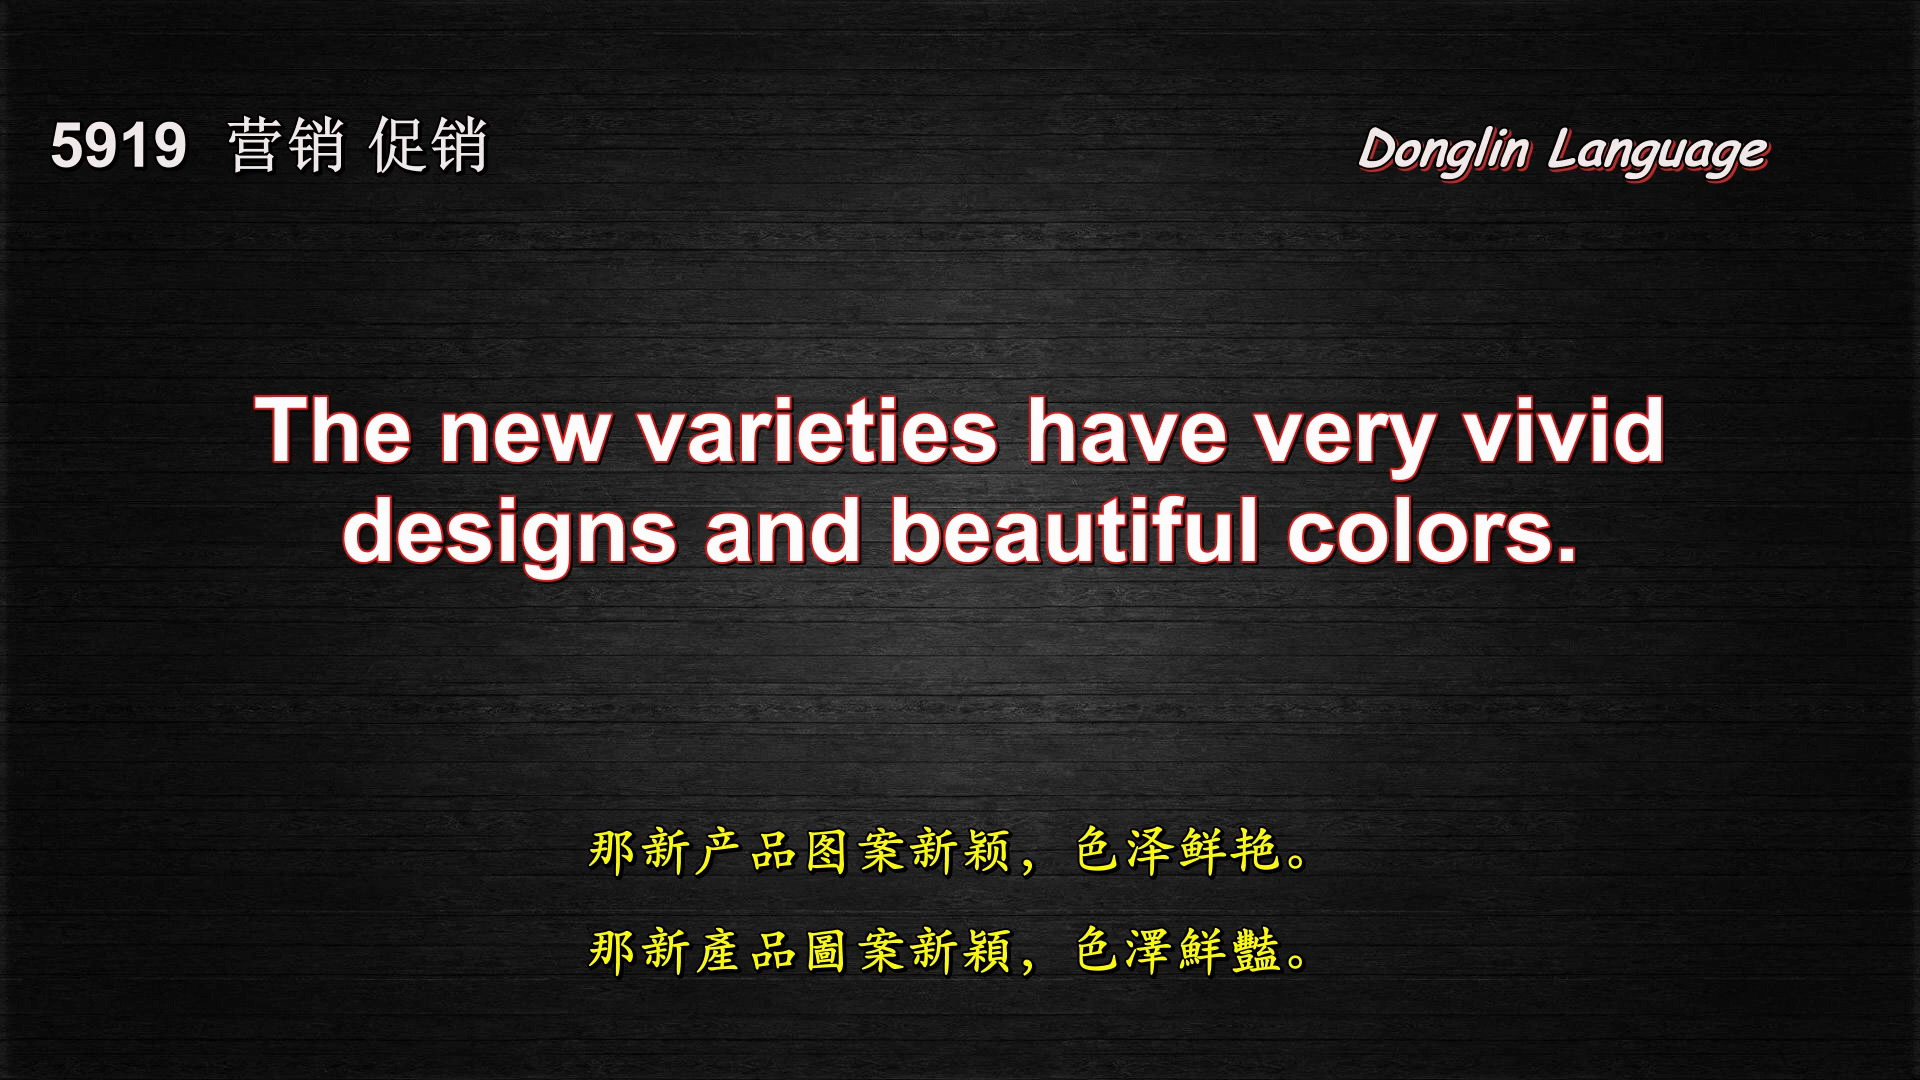 5919 营销 促销
Donglin Language
The new varieties have very vivid
designs and beautiful colors.
那新产品图案新颖，色泽鲜艳。
那新產品圖案新穎，色澤鮮豔。